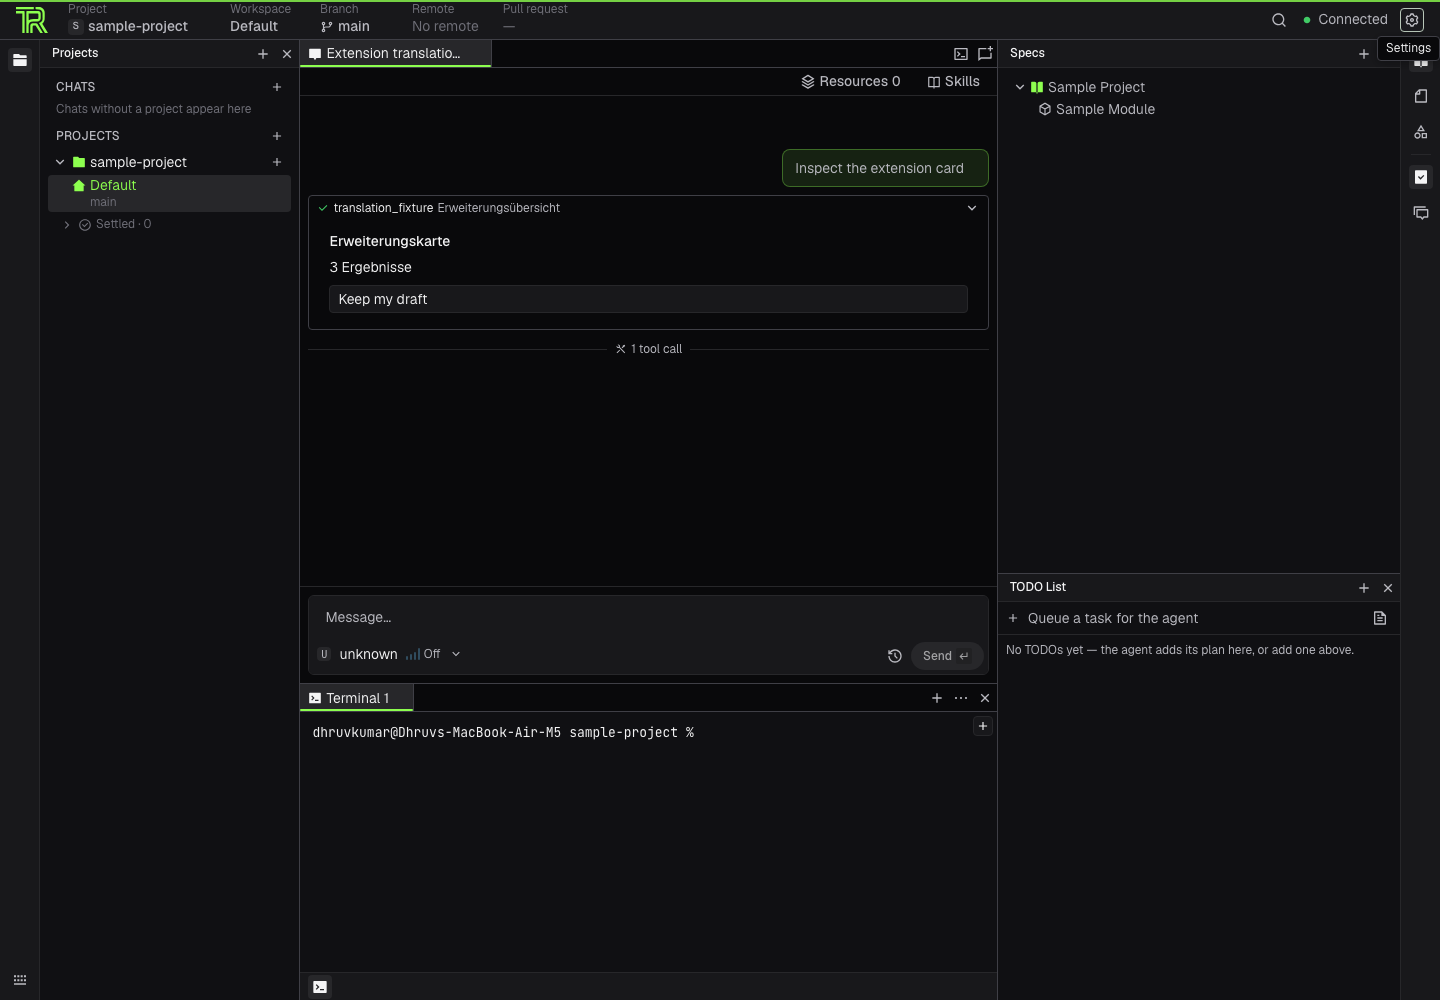 Project
S sample-project
Workspace
Default
Branch
main
Remote
No remote
Pull request
—
Connected
Settings
Projects
CHATS
Chats without a project appear here
PROJECTS
sample-project
Default
main
Settled · 0
Extension translatio…
Resources 0
Skills
Inspect the extension card
translation_fixture Erweiterungsübersicht
Erweiterungskarte
3 Ergebnisse
Keep my draft
1 tool call
Message…
U unknown Off
Send
Terminal 1
dhruvkumar@Dhruvs-MacBook-Air-M5 sample-project %
Specs
Sample Project
Sample Module
TODO List
Queue a task for the agent
No TODOs yet — the agent adds its plan here, or add one above.